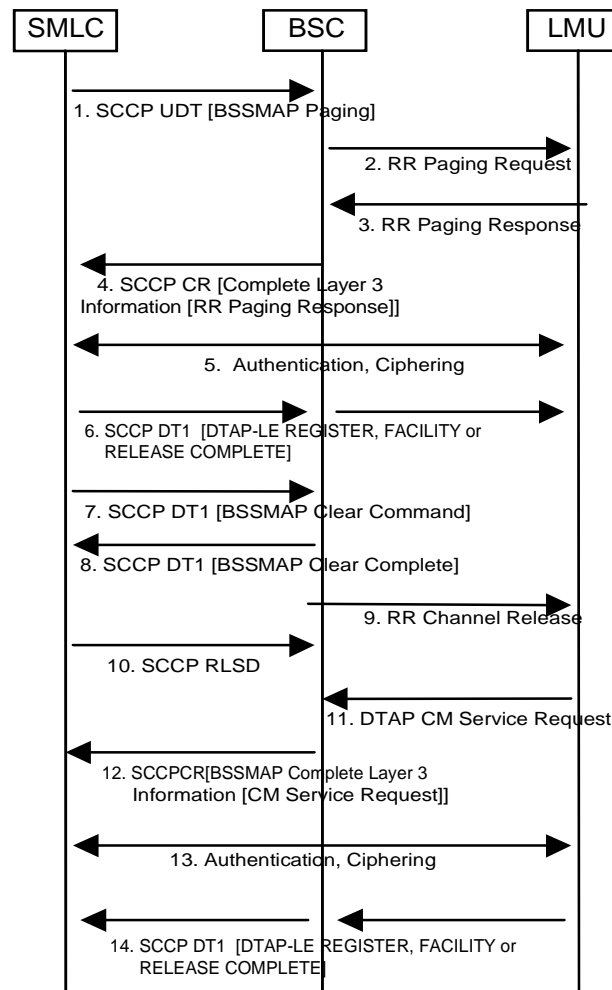 SMLC
BSC
LMU
1. SCCP UDT [BSSMAP Paging]
2. RR Paging Request
3. RR Paging Response
4. SCCP CR [Complete Layer 3
Information [RR Paging Response]]
5. Authentication, Ciphering
6. SCCP DT1 [DTAP-LE REGISTER, FACILITY or
RELEASE COMPLETE]
7. SCCP DT1 [BSSMAP Clear Command]
8. SCCP DT1 [BSSMAP Clear Complete]
9. RR Channel Release
10. SCCP RLSD
11. DTAP CM Service Request
12. SCCPCR[BSSMAP Complete Layer 3
Information [CM Service Request]]
13. Authentication, Ciphering
14. SCCP DT1 [DTAP-LE REGISTER, FACILITY or
RELEASE COMPLETE]